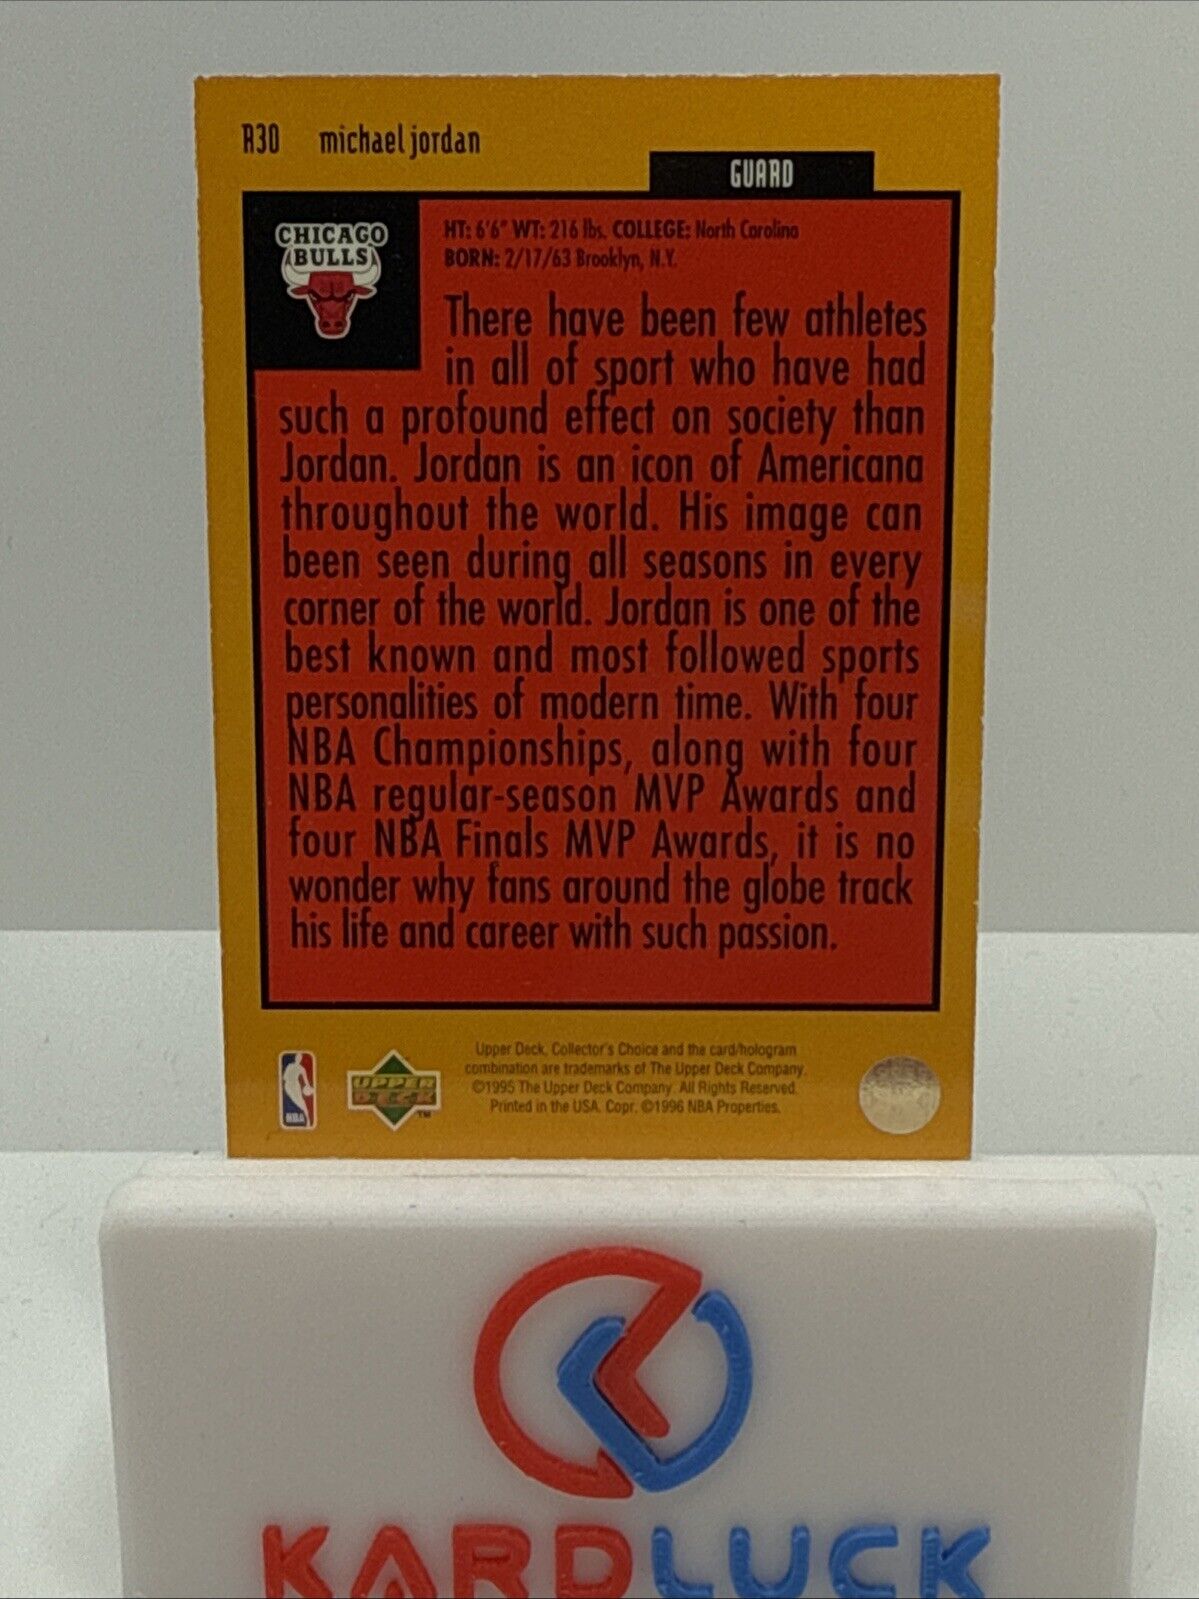 R30 michael jordan
GUARD
CHICAGO
BULLS
HT: 6'6" WT: 216 lbs. COLLEGE: North Carolina
BORN: 2/17/63 Brooklyn, N.Y.
There have been few athletes
in all of sport who have had
such a profound effect on society than
Jordan. Jordan is an icon of Americana
throughout the world. His image can
been seen during all seasons in every
corner of the world. Jordan is one of the
best known and most followed sports
personalities of modern time. With four
NBA Championships, along with four
NBA regular-season MVP Awards and
four NBA Finals MVP Awards, it is no
wonder why fans around the globe track
his life and career with such passion.
NBA
UPPER
DECK
TM
Upper Deck, Collector's Choice and the card/hologram
combination are trademarks of The Upper Deck Company.
©1995 The Upper Deck Company. All Rights Reserved.
Printed in the USA. Copr. ©1996 NBA Properties.
KARDLUCK